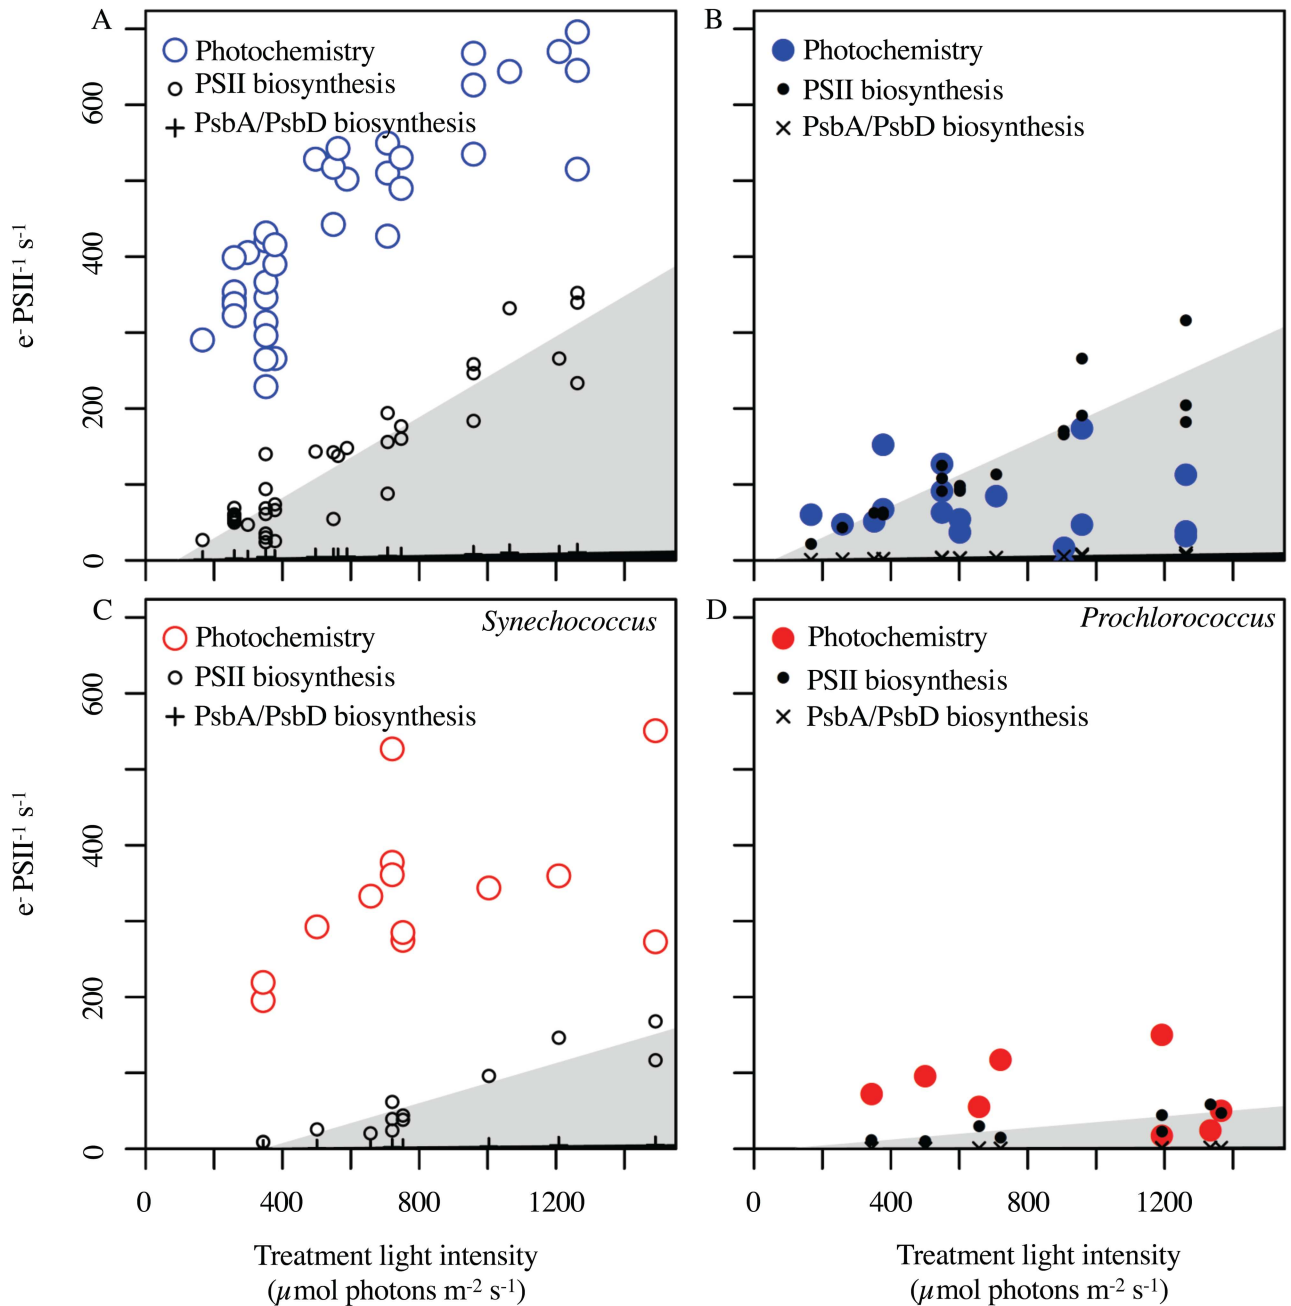 A
Photochemistry
PSII biosynthesis
PsbA/PsbD biosynthesis
600
400
200
0
e- PSII-1 s-1
B
Photochemistry
PSII biosynthesis
PsbA/PsbD biosynthesis
C
Synechococcus
Photochemistry
PSII biosynthesis
PsbA/PsbD biosynthesis
600
400
200
0
e- PSII-1 s-1
0 400 800 1200
Treatment light intensity
(μmol photons m-2 s-1)
D
Prochlorococcus
Photochemistry
PSII biosynthesis
PsbA/PsbD biosynthesis
0 400 800 1200
Treatment light intensity
(μmol photons m-2 s-1)